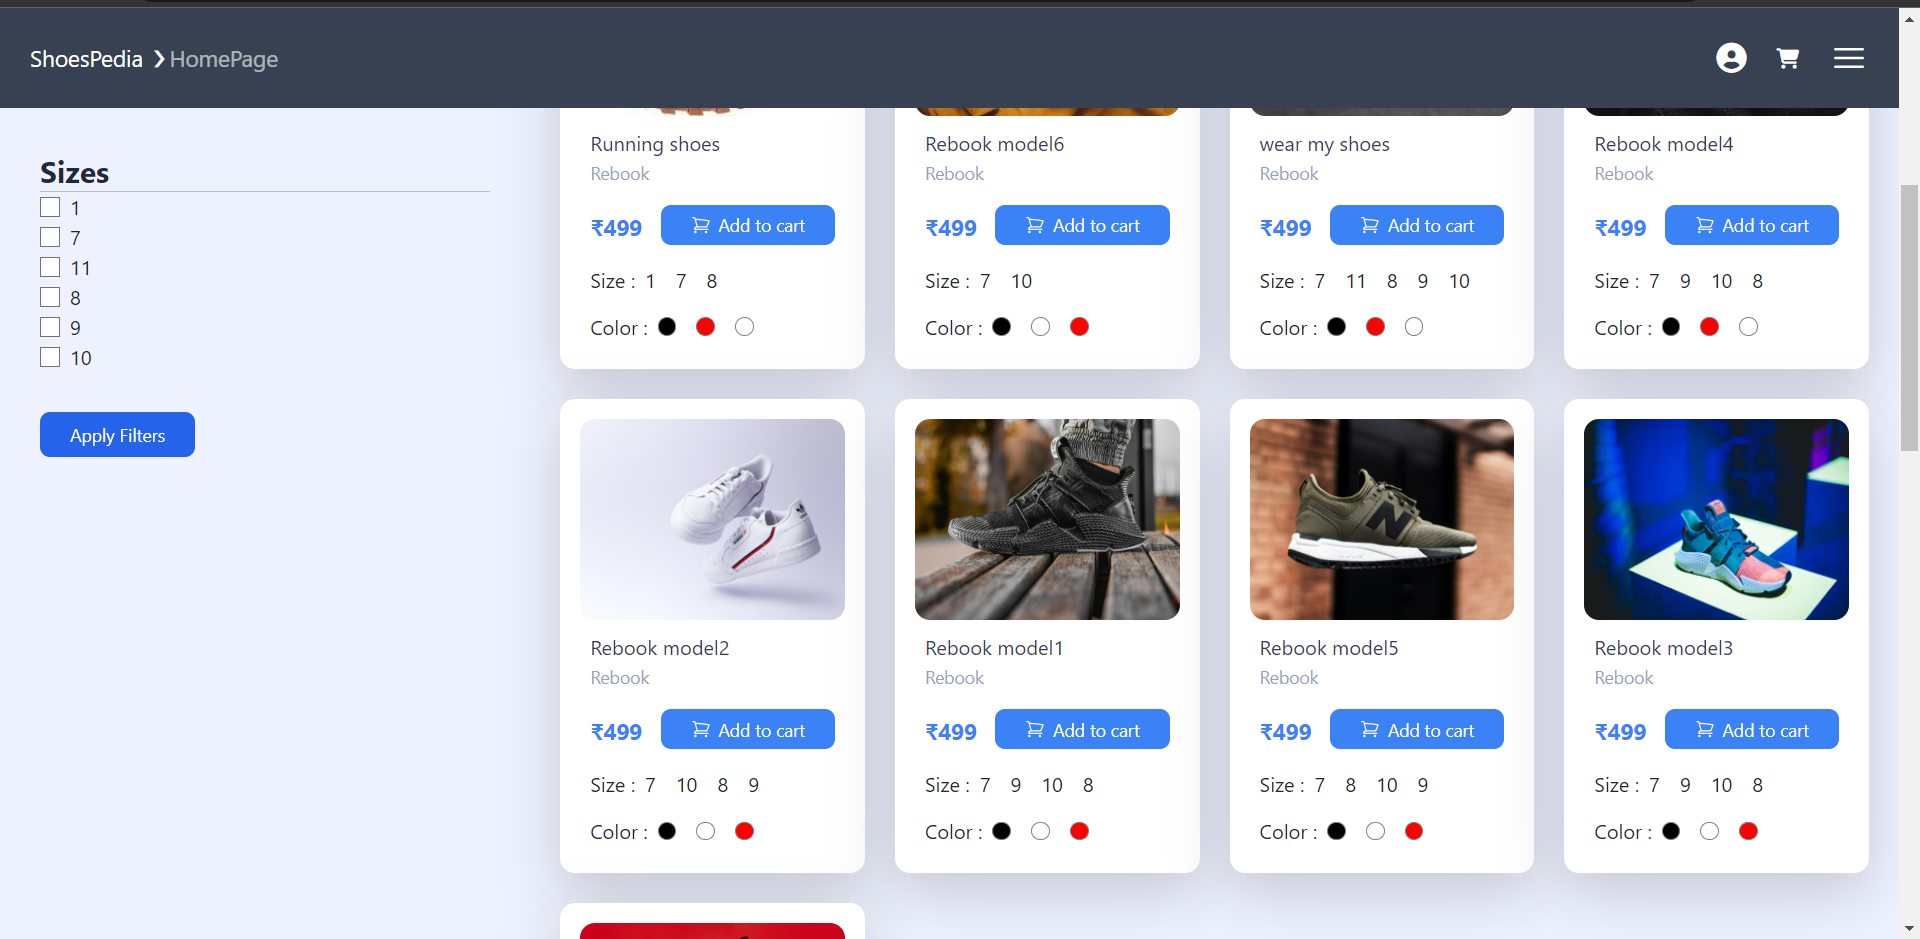 ShoesPedia ❯ HomePage
Sizes
1
7
11
8
9
10
Apply Filters
Running shoes
Rebook
₹499 Add to cart
Size : 1 7 8
Color :
Rebook model6
Rebook
₹499 Add to cart
Size : 7 10
Color :
wear my shoes
Rebook
₹499 Add to cart
Size : 7 11 8 9 10
Color :
Rebook model4
Rebook
₹499 Add to cart
Size : 7 9 10 8
Color :
Rebook model2
Rebook
₹499 Add to cart
Size : 7 10 8 9
Color :
Rebook model1
Rebook
₹499 Add to cart
Size : 7 9 10 8
Color :
N
Rebook model5
Rebook
₹499 Add to cart
Size : 7 8 10 9
Color :
Rebook model3
Rebook
₹499 Add to cart
Size : 7 9 10 8
Color :